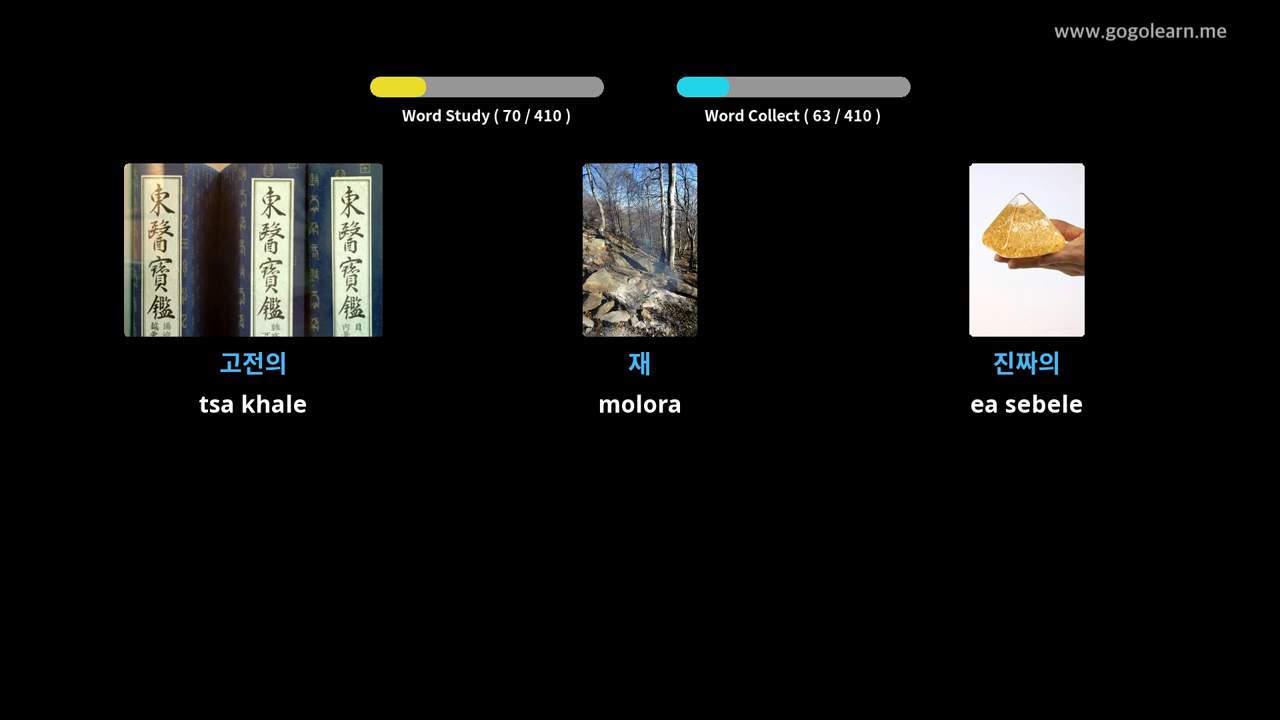 www.gogolearn.me
Word Study ( 70 / 410 )
Word Collect ( 63 / 410 )
東醫寶鑑
東醫寶鑑
東醫寶鑑
고전의
재
진짜의
tsa khale
molora
ea sebele